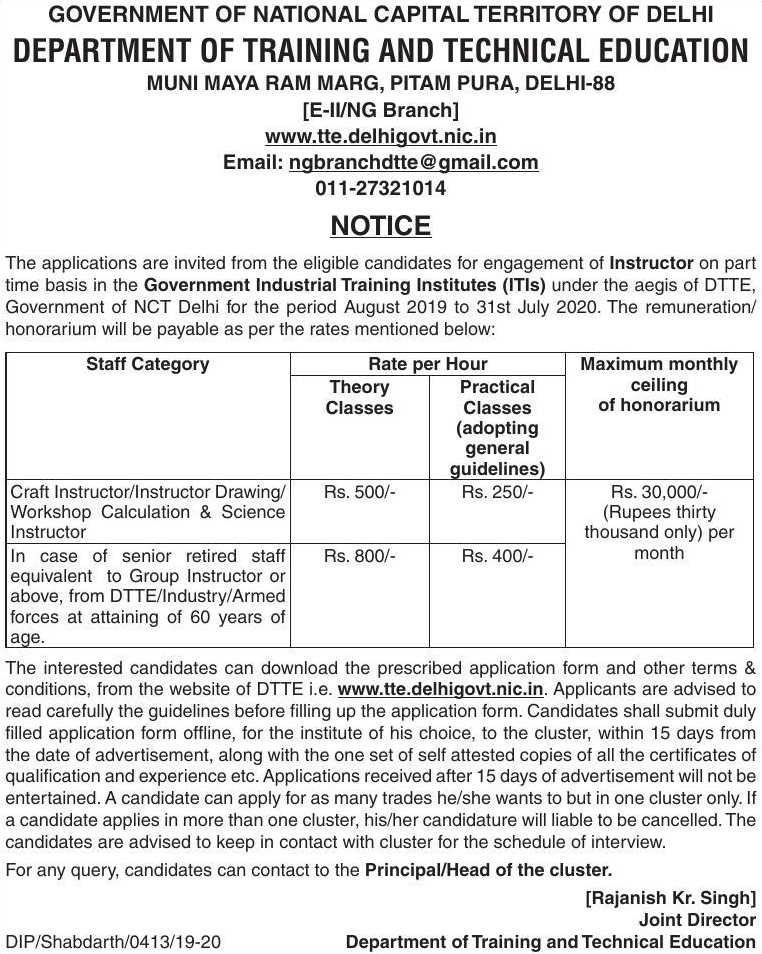 GOVERNMENT OF NATIONAL CAPITAL TERRITORY OF DELHI
DEPARTMENT OF TRAINING AND TECHNICAL EDUCATION
MUNI MAYA RAM MARG, PITAM PURA, DELHI-88
[E-II/NG Branch]
www.tte.delhigovt.nic.in
Email: ngbranchdtte@gmail.com
011-27321014
NOTICE
The applications are invited from the eligible candidates for engagement of Instructor on part
time basis in the Government Industrial Training Institutes (ITIs) under the aegis of DTTE,
Government of NCT Delhi for the period August 2019 to 31st July 2020. The remuneration/
honorarium will be payable as per the rates mentioned below:
Staff Category
Rate per Hour
Maximum monthly
ceiling
of honorarium
Theory
Classes
Practical
Classes
(adopting
general
guidelines)
Craft Instructor/Instructor Drawing/
Workshop Calculation & Science
Instructor
Rs. 500/-
Rs. 250/-
Rs. 30,000/-
(Rupees thirty
thousand only) per
month
In case of senior retired staff
equivalent to Group Instructor or
above, from DTTE/Industry/Armed
forces at attaining of 60 years of
age.
Rs. 800/-
Rs. 400/-
The interested candidates can download the prescribed application form and other terms &
conditions, from the website of DTTE i.e. www.tte.delhigovt.nic.in. Applicants are advised to
read carefully the guidelines before filling up the application form. Candidates shall submit duly
filled application form offline, for the institute of his choice, to the cluster, within 15 days from
the date of advertisement, along with the one set of self attested copies of all the certificates of
qualification and experience etc. Applications received after 15 days of advertisement will not be
entertained. A candidate can apply for as many trades he/she wants to but in one cluster only. If
a candidate applies in more than one cluster, his/her candidature will liable to be cancelled. The
candidates are advised to keep in contact with cluster for the schedule of interview.
For any query, candidates can contact to the Principal/Head of the cluster.
[Rajanish Kr. Singh]
Joint Director
DIP/Shabdarth/0413/19-20 Department of Training and Technical Education